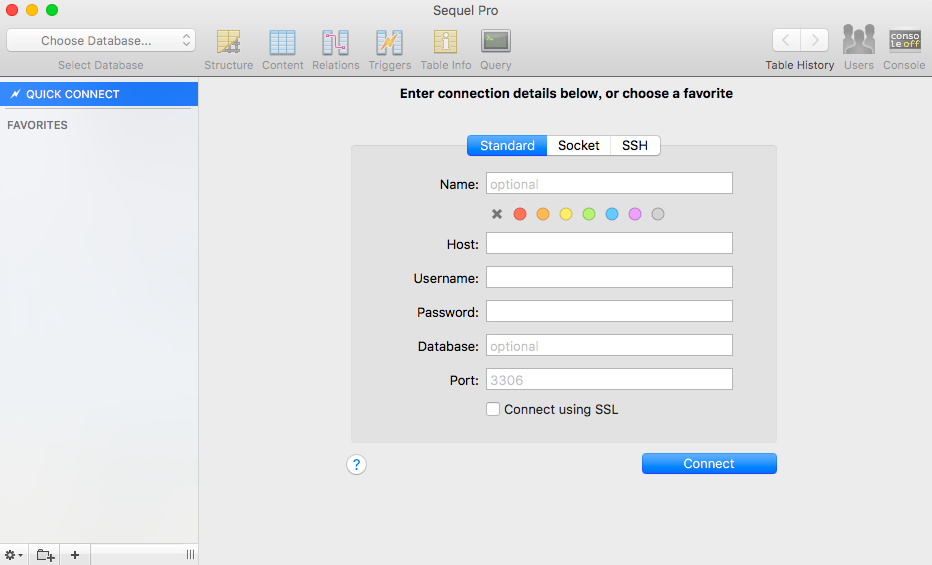 Sequel Pro
Choose Database...
Select Database
Structure
Content
Relations
Triggers
Table Info
Query
Table History
Users
conso
le off
Console
QUICK CONNECT
FAVORITES
Enter connection details below, or choose a favorite
Standard Socket SSH
Name: optional
Host:
Username:
Password:
Database: optional
Port: 3306
Connect using SSL
?
Connect